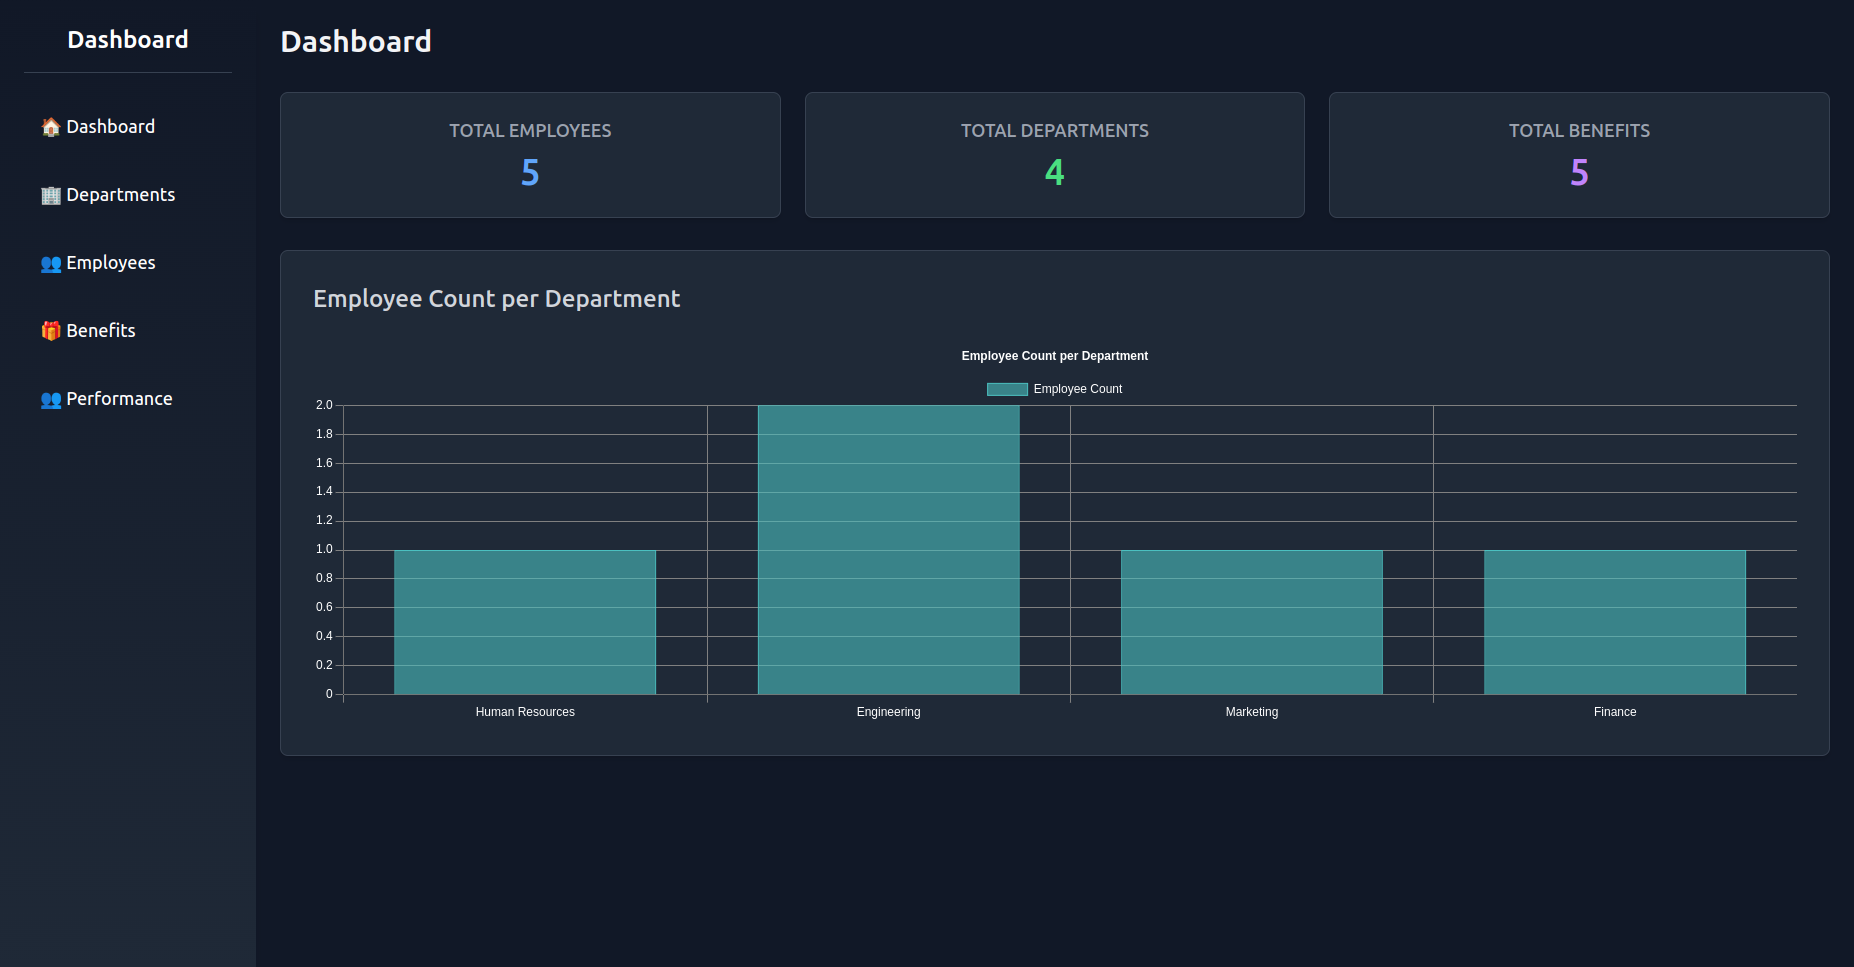 Dashboard
🏠 Dashboard
🏢 Departments
👥 Employees
🎁 Benefits
👥 Performance
Dashboard
TOTAL EMPLOYEES
5
TOTAL DEPARTMENTS
4
TOTAL BENEFITS
5
Employee Count per Department
Employee Count per Department
Employee Count
2.0
1.8
1.6
1.4
1.2
1.0
0.8
0.6
0.4
0.2
0
Human Resources
Engineering
Marketing
Finance